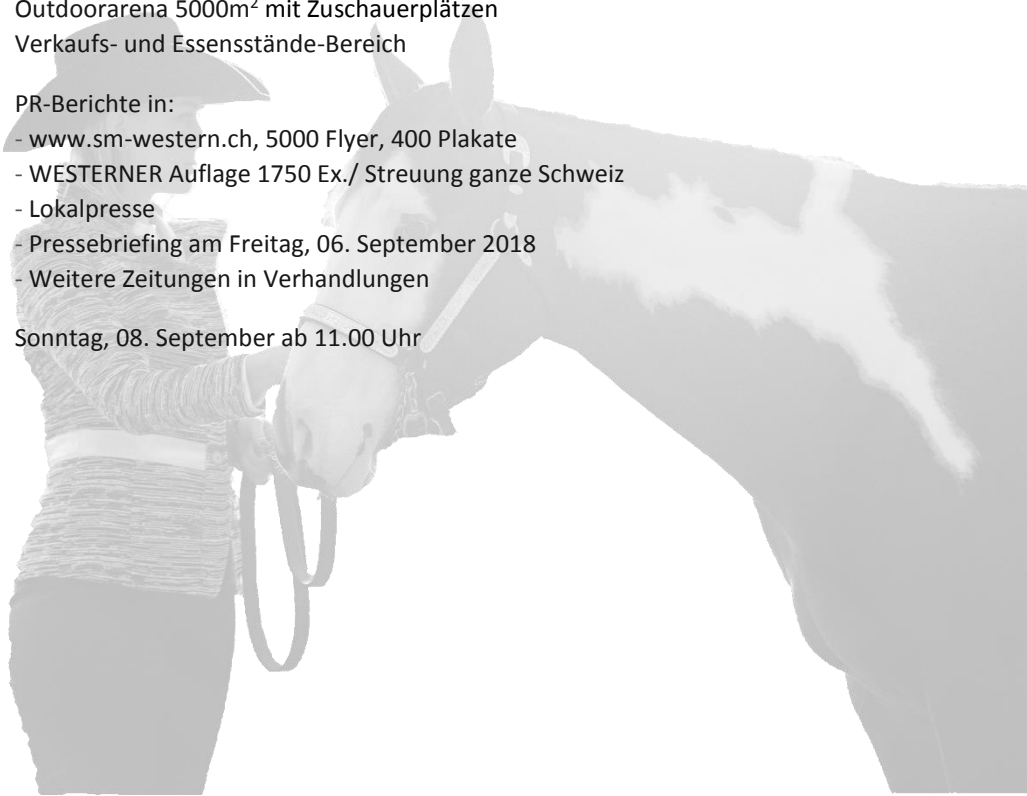 Outdoorarena 5000m² mit Zuschauerplätzen
Verkaufs- und Essensstände-Bereich
PR-Berichte in:
- www.sm-western.ch, 5000 Flyer, 400 Plakate
- WESTERNER Auflage 1750 Ex./ Streuung ganze Schweiz
- Lokalpresse
- Pressebriefing am Freitag, 06. September 2018
- Weitere Zeitungen in Verhandlungen
Sonntag, 08. September ab 11.00 Uhr